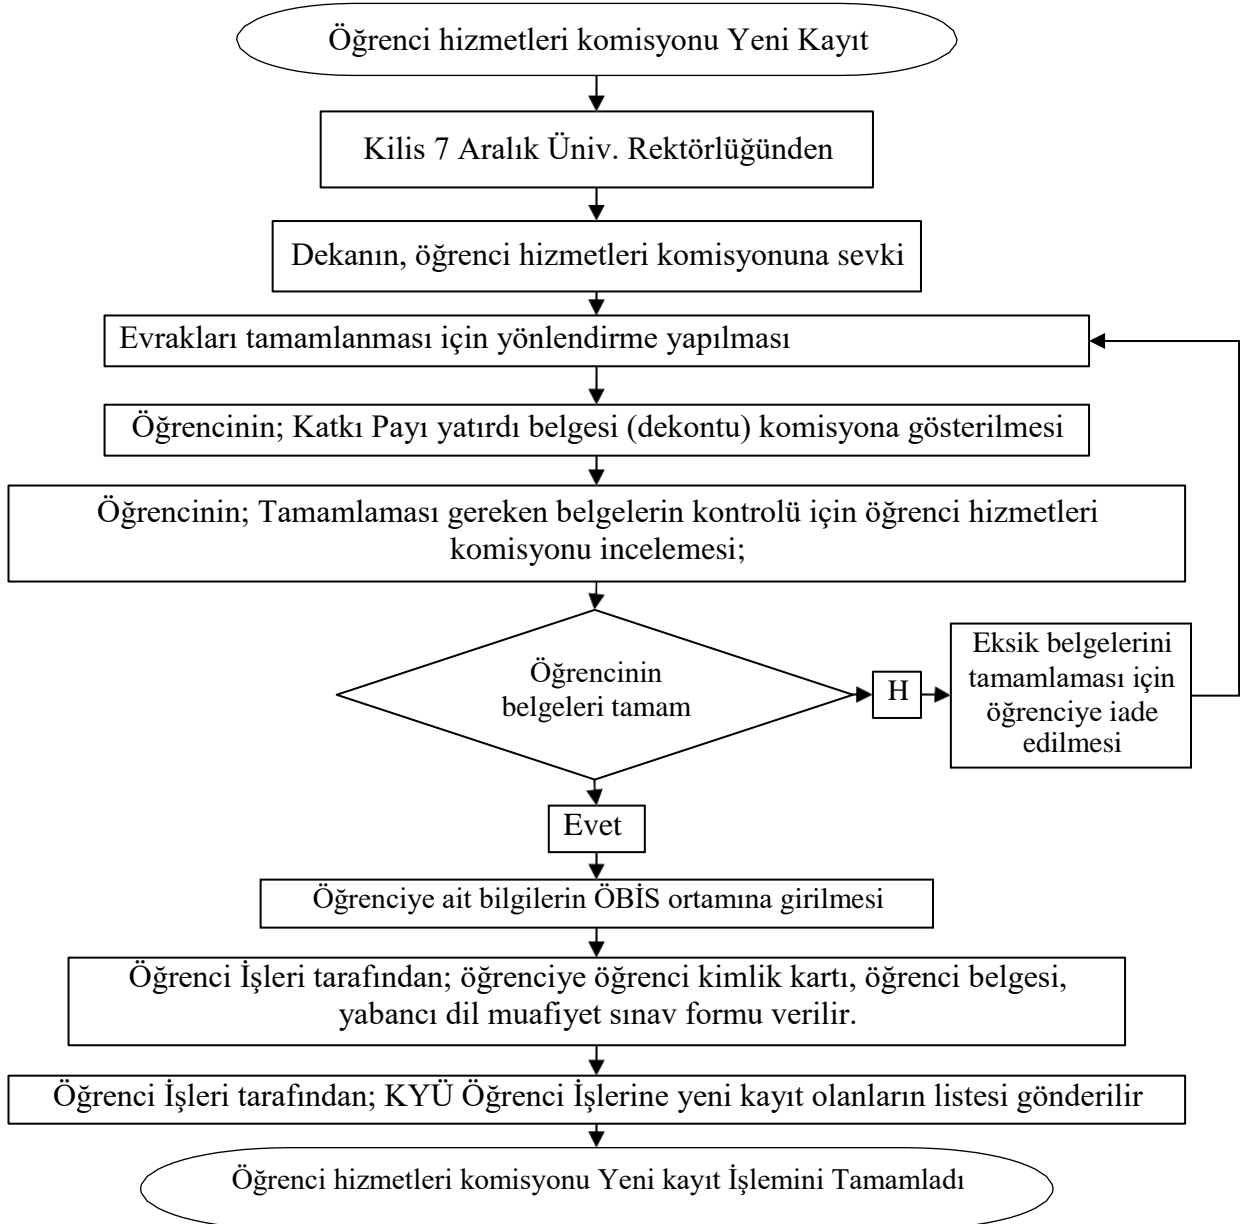 Öğrenci hizmetleri komisyonu Yeni Kayıt
Kilis 7 Aralık Üniv. Rektörlüğünden
Dekanın, öğrenci hizmetleri komisyonuna sevki
Evrakları tamamlanması için yönlendirme yapılması
Öğrencinin; Katkı Payı yatırdı belgesi (dekontu) komisyona gösterilmesi
Öğrencinin; Tamamlaması gereken belgelerin kontrolü için öğrenci hizmetleri
komisyonu incelemesi;
Öğrencinin
belgeleri tamam
H
Eksik belgelerini
tamamlaması için
öğrenciye iade
edilmesi
Evet
Öğrenciye ait bilgilerin ÖBİS ortamına girilmesi
Öğrenci İşleri tarafından; öğrenciye öğrenci kimlik kartı, öğrenci belgesi,
yabancı dil muafiyet sınav formu verilir.
Öğrenci İşleri tarafından; KYÜ Öğrenci İşlerine yeni kayıt olanların listesi gönderilir
Öğrenci hizmetleri komisyonu Yeni kayıt İşlemini Tamamladı